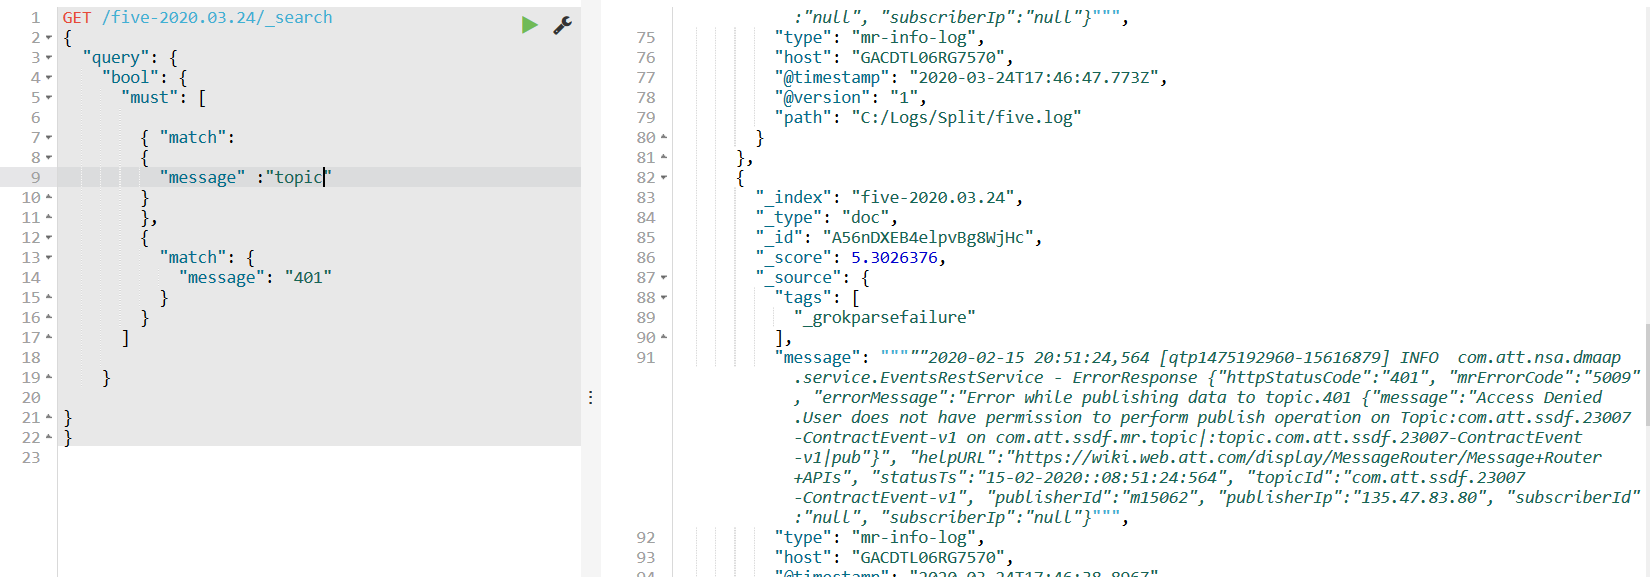 1 GET /five-2020.03.24/_search
2 {
3 "query": {
4 "bool": {
5 "must": [
6
7 { "match":
8 {
9 "message" :"topic"
10 }
11 },
12 {
13 "match": {
14 "message": "401"
15 }
16 }
17 ]
18
19 }
20
21 }
22 }
23
:"null", "subscriberIp":"null"}""",
75 "type": "mr-info-log",
76 "host": "GACDTL06RG7570",
77 "@timestamp": "2020-03-24T17:46:47.773Z",
78 "@version": "1",
79 "path": "C:/Logs/Split/five.log"
80 }
81 },
82 {
83 "_index": "five-2020.03.24",
84 "_type": "doc",
85 "_id": "A56nDXEB4elpvBg8WjHc",
86 "_score": 5.3026376,
87 "_source": {
88 "tags": [
89 "_grokparsefailure"
90 ],
91 "message": """""2020-02-15 20:51:24,564 [qtp1475192960-15616879] INFO  com.att.nsa.dmaap
.service.EventsRestService - ErrorResponse {"httpStatusCode":"401", "mrErrorCode":"5009"
, "errorMessage":"Error while publishing data to topic.401 {"message":"Access Denied
.User does not have permission to perform publish operation on Topic:com.att.ssdf.23007
-ContractEvent-v1 on com.att.ssdf.mr.topic|:topic.com.att.ssdf.23007-ContractEvent
-v1|pub"}", "helpURL":"https://wiki.web.att.com/display/MessageRouter/Message+Router
+APIs", "statusTs":"15-02-2020::08:51:24:564", "topicId":"com.att.ssdf.23007
-ContractEvent-v1", "publisherId":"m15062", "publisherIp":"135.47.83.80", "subscriberId"
:"null", "subscriberIp":"null"}""",
92 "type": "mr-info-log",
93 "host": "GACDTL06RG7570",
94 "@timestamp": "2020-03-24T17:46:38.896Z"